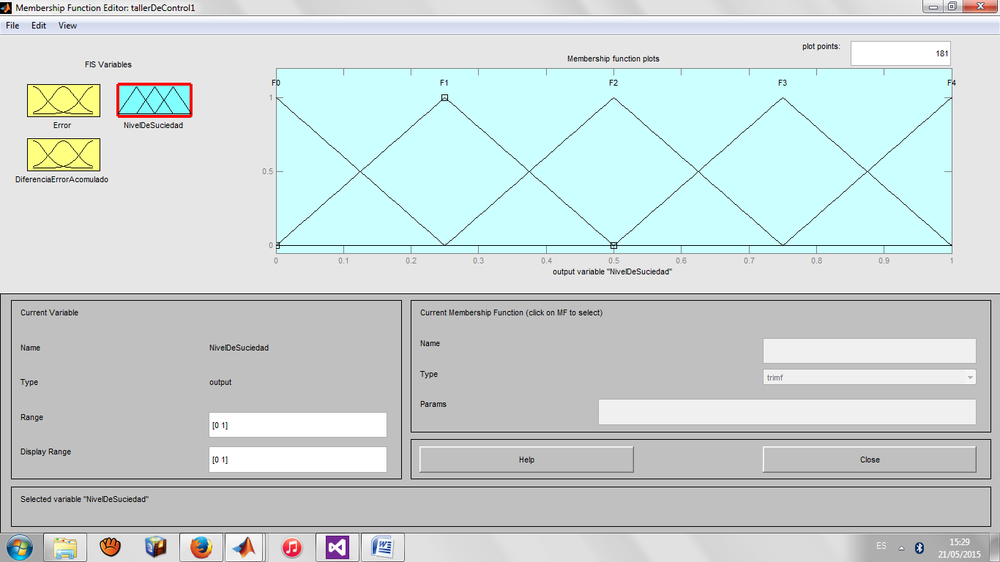 Membership Function Editor: tallerDeControl1
File Edit View
FIS Variables
Error
NivelDeSuciedad
DiferenciaErrorAcomulado
plot points:
181
Membership function plots
F0 F1 F2 F3 F4
1
0.5
0
0 0.1 0.2 0.3 0.4 0.5 0.6 0.7 0.8 0.9 1
output variable "NivelDeSuciedad"
Current Variable
Name NivelDeSuciedad
Type output
Range [0 1]
Display Range [0 1]
Current Membership Function (click on MF to select)
Name
Type trimf
Params
Help Close
Selected variable "NivelDeSuciedad"
ES
15:29
21/05/2015